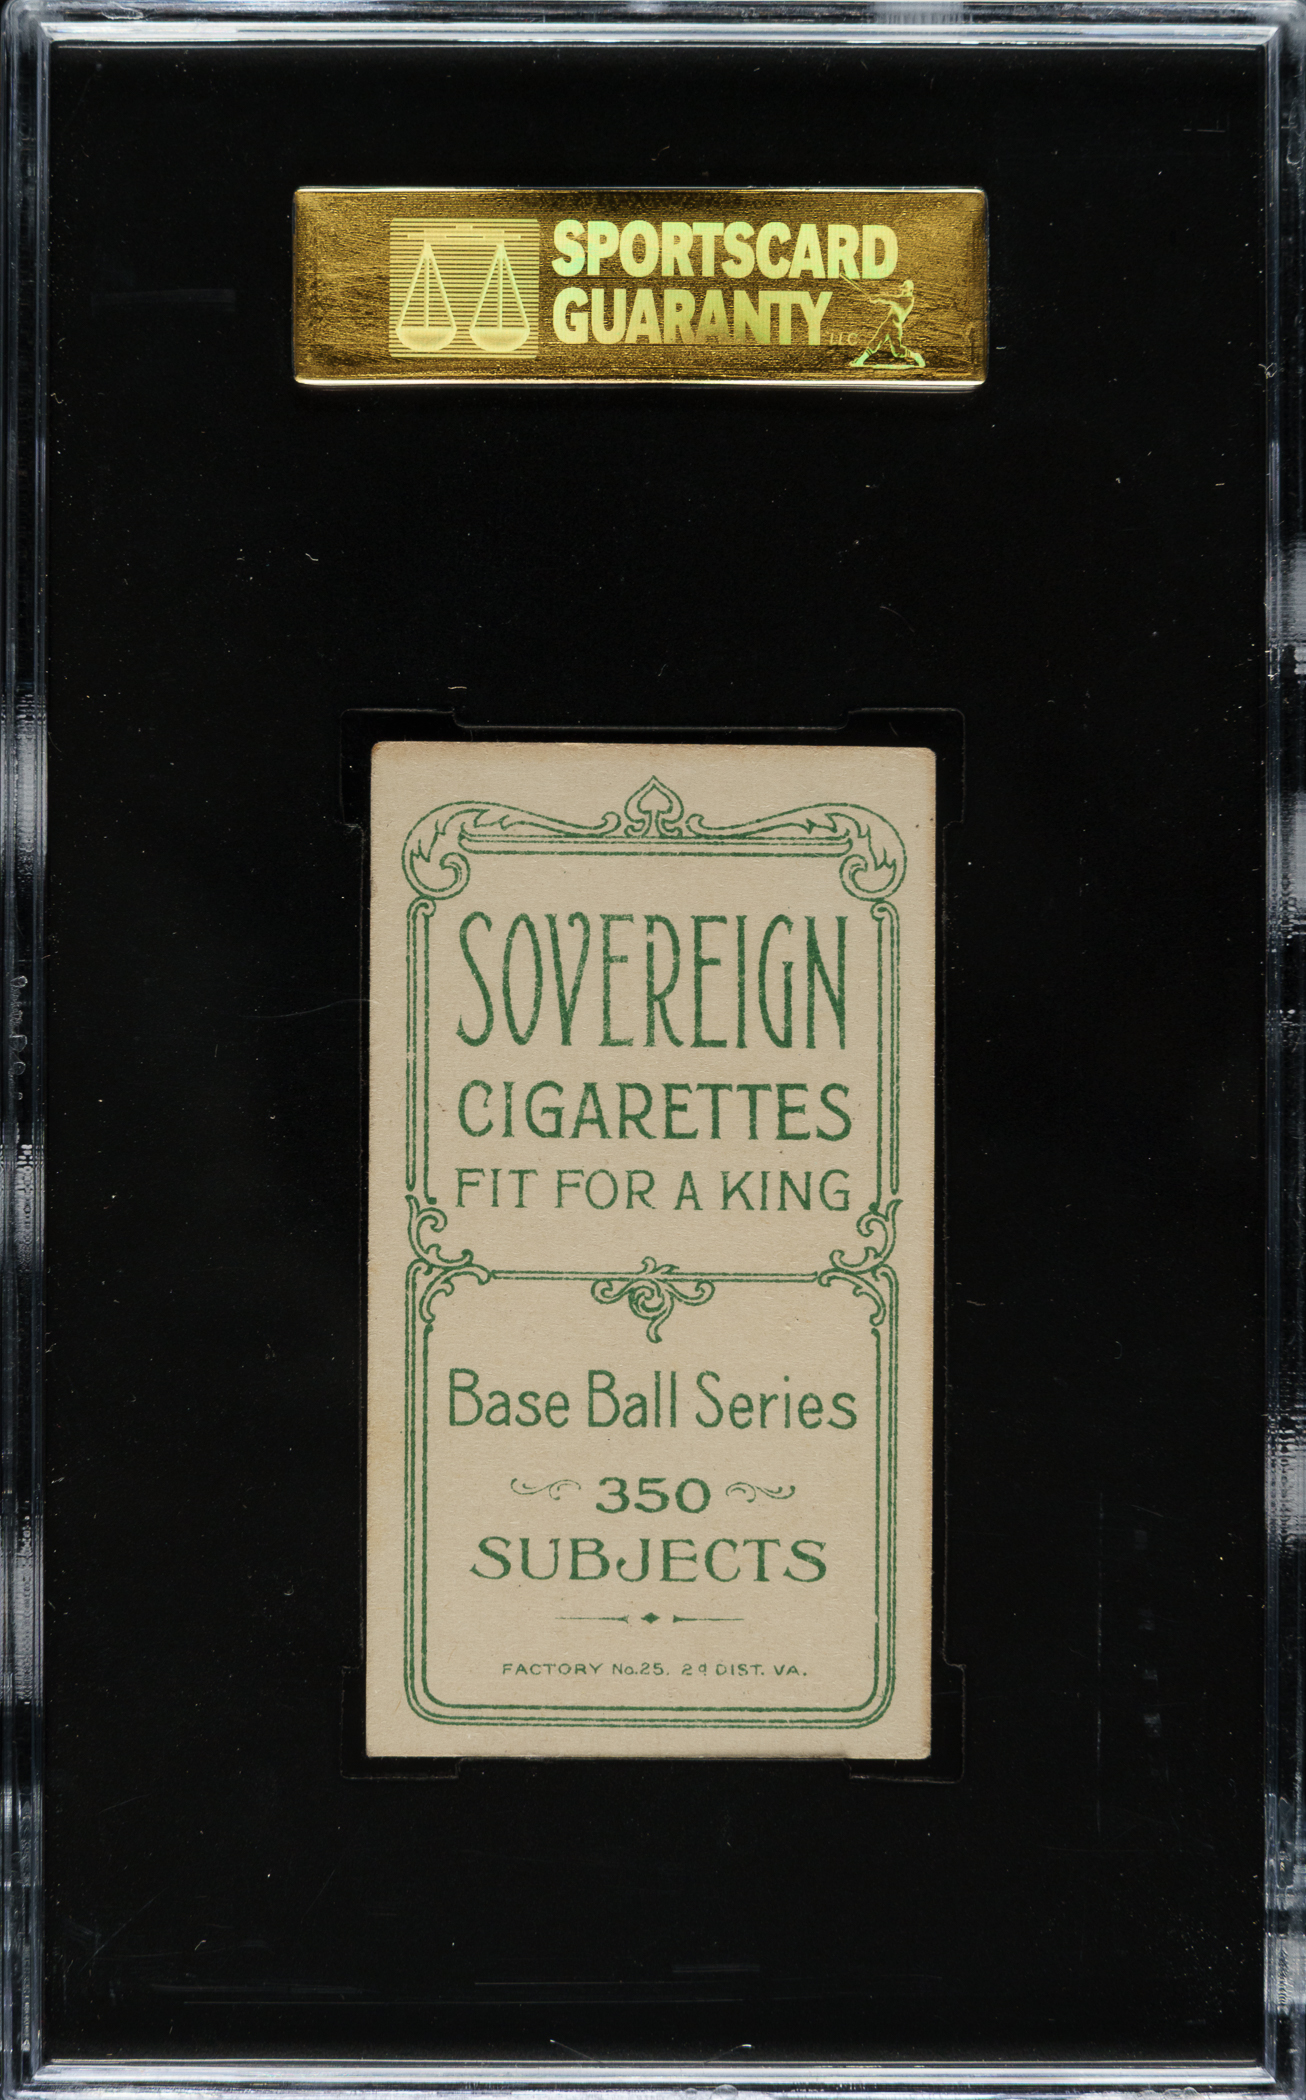 SPORTSCARD
GUARANTY LLC
SOVEREIGN
CIGARETTES
FIT FOR A KING
Base Ball Series
350
SUBJECTS
FACTORY No.25. 2d DIST. VA.